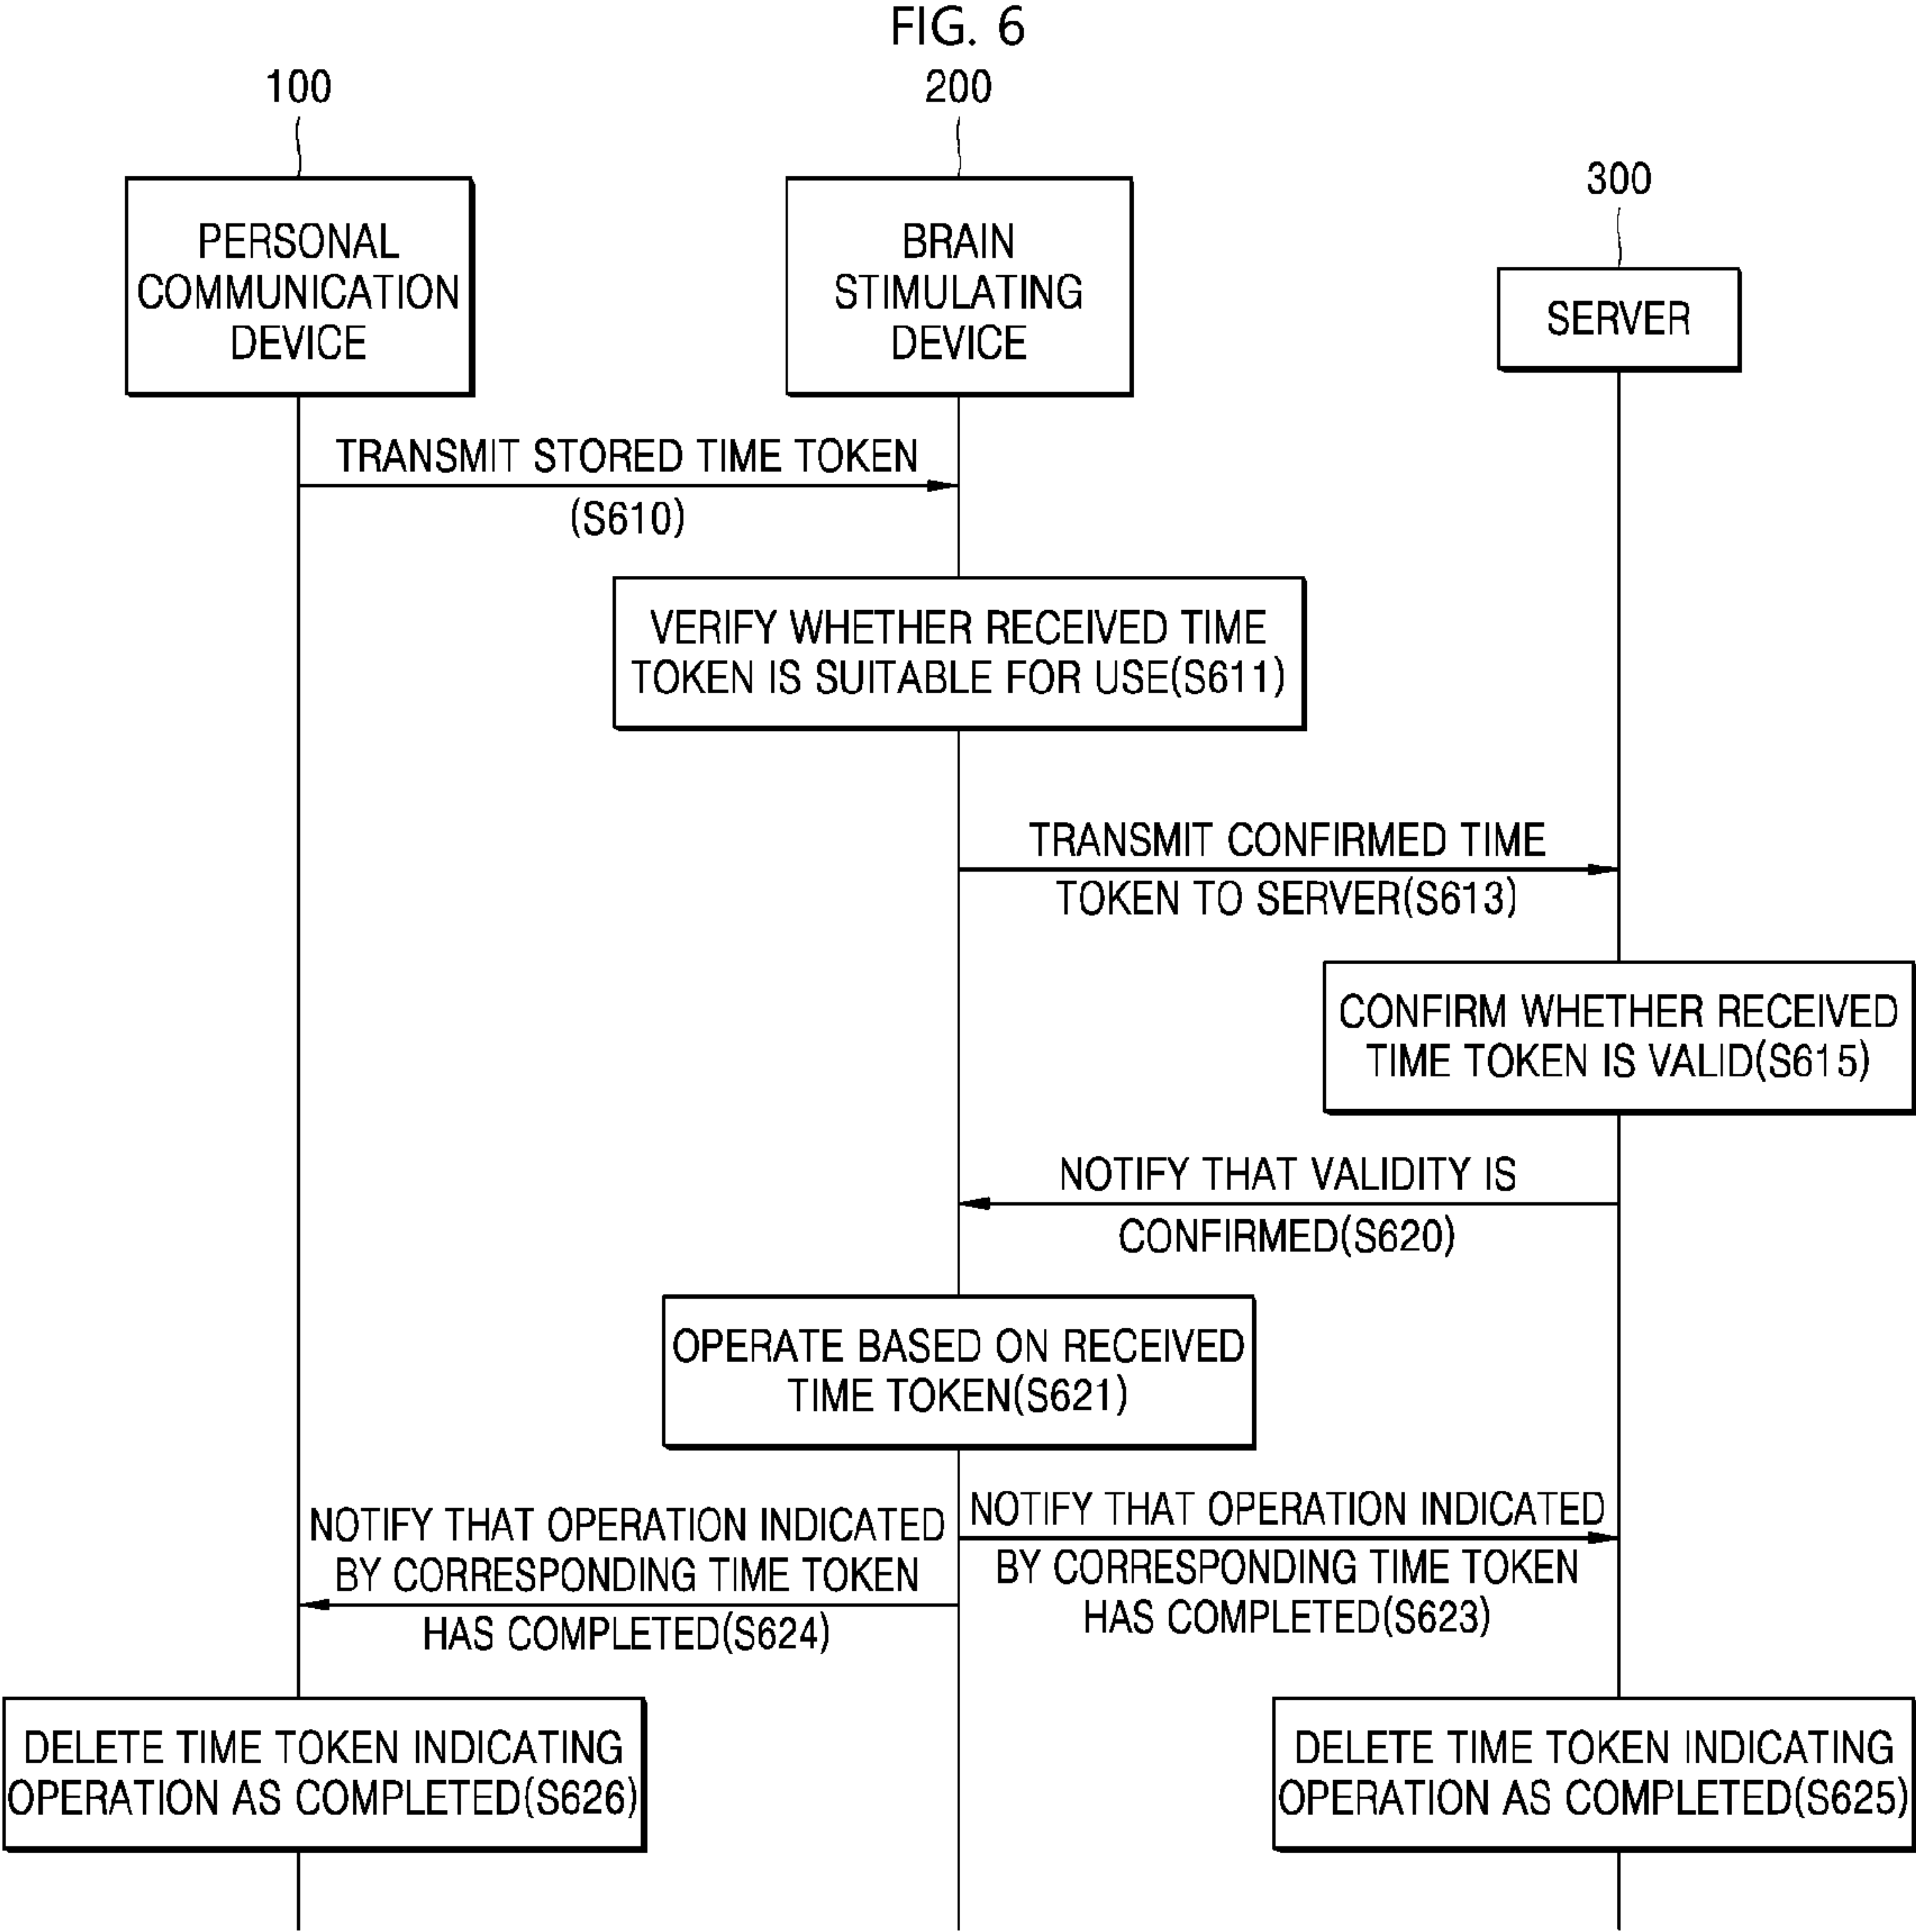 FIG. 6
100
200
300
PERSONAL
COMMUNICATION
DEVICE
BRAIN
STIMULATING
DEVICE
SERVER
TRANSMIT STORED TIME TOKEN
(S610)
VERIFY WHETHER RECEIVED TIME
TOKEN IS SUITABLE FOR USE(S611)
TRANSMIT CONFIRMED TIME
TOKEN TO SERVER(S613)
CONFIRM WHETHER RECEIVED
TIME TOKEN IS VALID(S615)
NOTIFY THAT VALIDITY IS
CONFIRMED(S620)
OPERATE BASED ON RECEIVED
TIME TOKEN(S621)
NOTIFY THAT OPERATION INDICATED
BY CORRESPONDING TIME TOKEN
HAS COMPLETED(S624)
NOTIFY THAT OPERATION INDICATED
BY CORRESPONDING TIME TOKEN
HAS COMPLETED(S623)
DELETE TIME TOKEN INDICATING
OPERATION AS COMPLETED(S626)
DELETE TIME TOKEN INDICATING
OPERATION AS COMPLETED(S625)